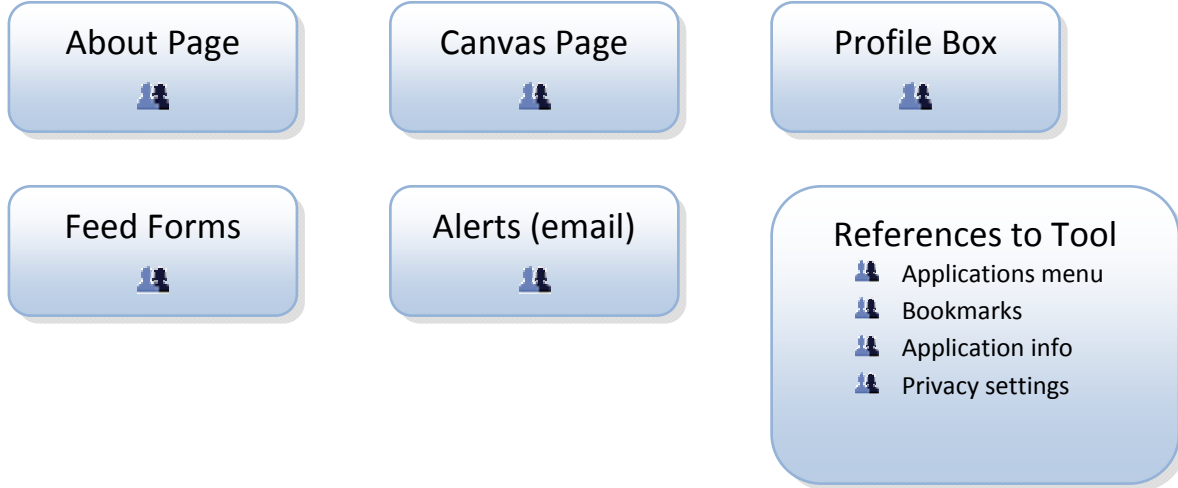 About Page
Canvas Page
Profile Box
Feed Forms
Alerts (email)
References to Tool
Applications menu
Bookmarks
Application info
Privacy settings